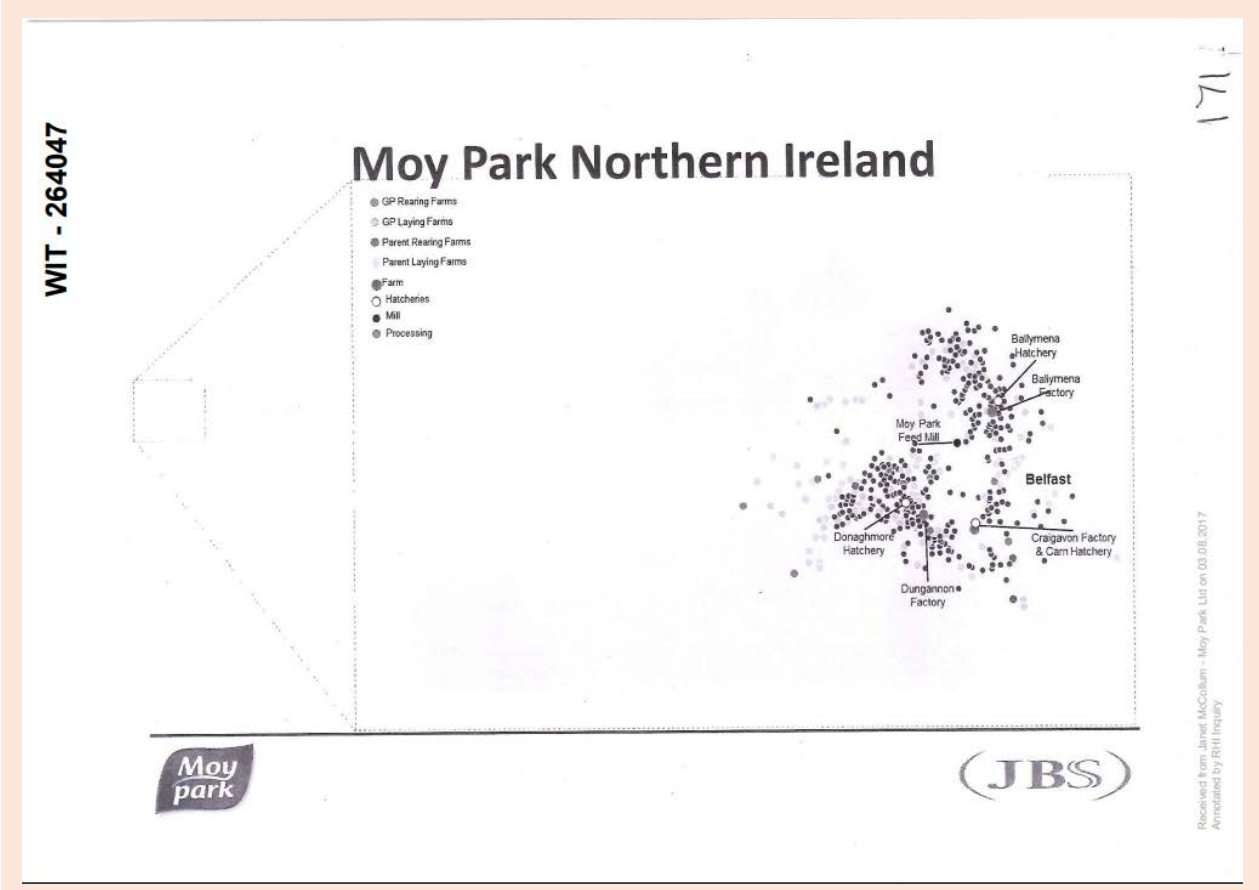 WIT - 264047
171
Moy Park Northern Ireland
GP Rearing Farms
GP Laying Farms
Parent Rearing Farms
Parent Laying Farms
Farm
Hatcheries
Mill
Processing
Ballymena
Hatchery
Ballymena
Factory
Moy Park
Feed Mill
Belfast
Donaghmore
Hatchery
Craigavon Factory
& Carn Hatchery
Dungannon
Factory
Moy
park
JBS
Received from Janet McCollum - Moy Park Ltd on 03.08.2017
Annotated by RHI Inquiry